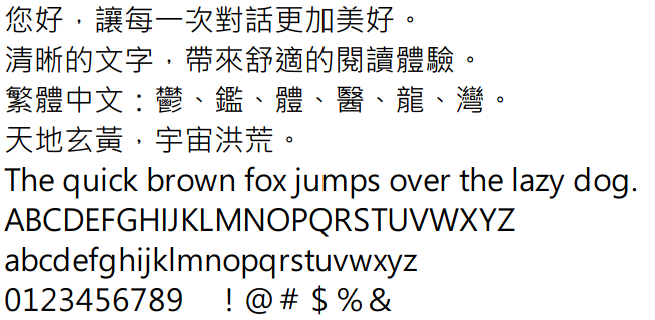 您好，讓每一次對話更加美好。
清晰的文字，帶來舒適的閱讀體驗。
繁體中文：鬱、鑑、體、醫、龍、灣。
天地玄黃，宇宙洪荒。
The quick brown fox jumps over the lazy dog.
ABCDEFGHIJKLMNOPQRSTUVWXYZ
abcdefghijklmnopqrstuvwxyz
0123456789　！＠＃＄％＆